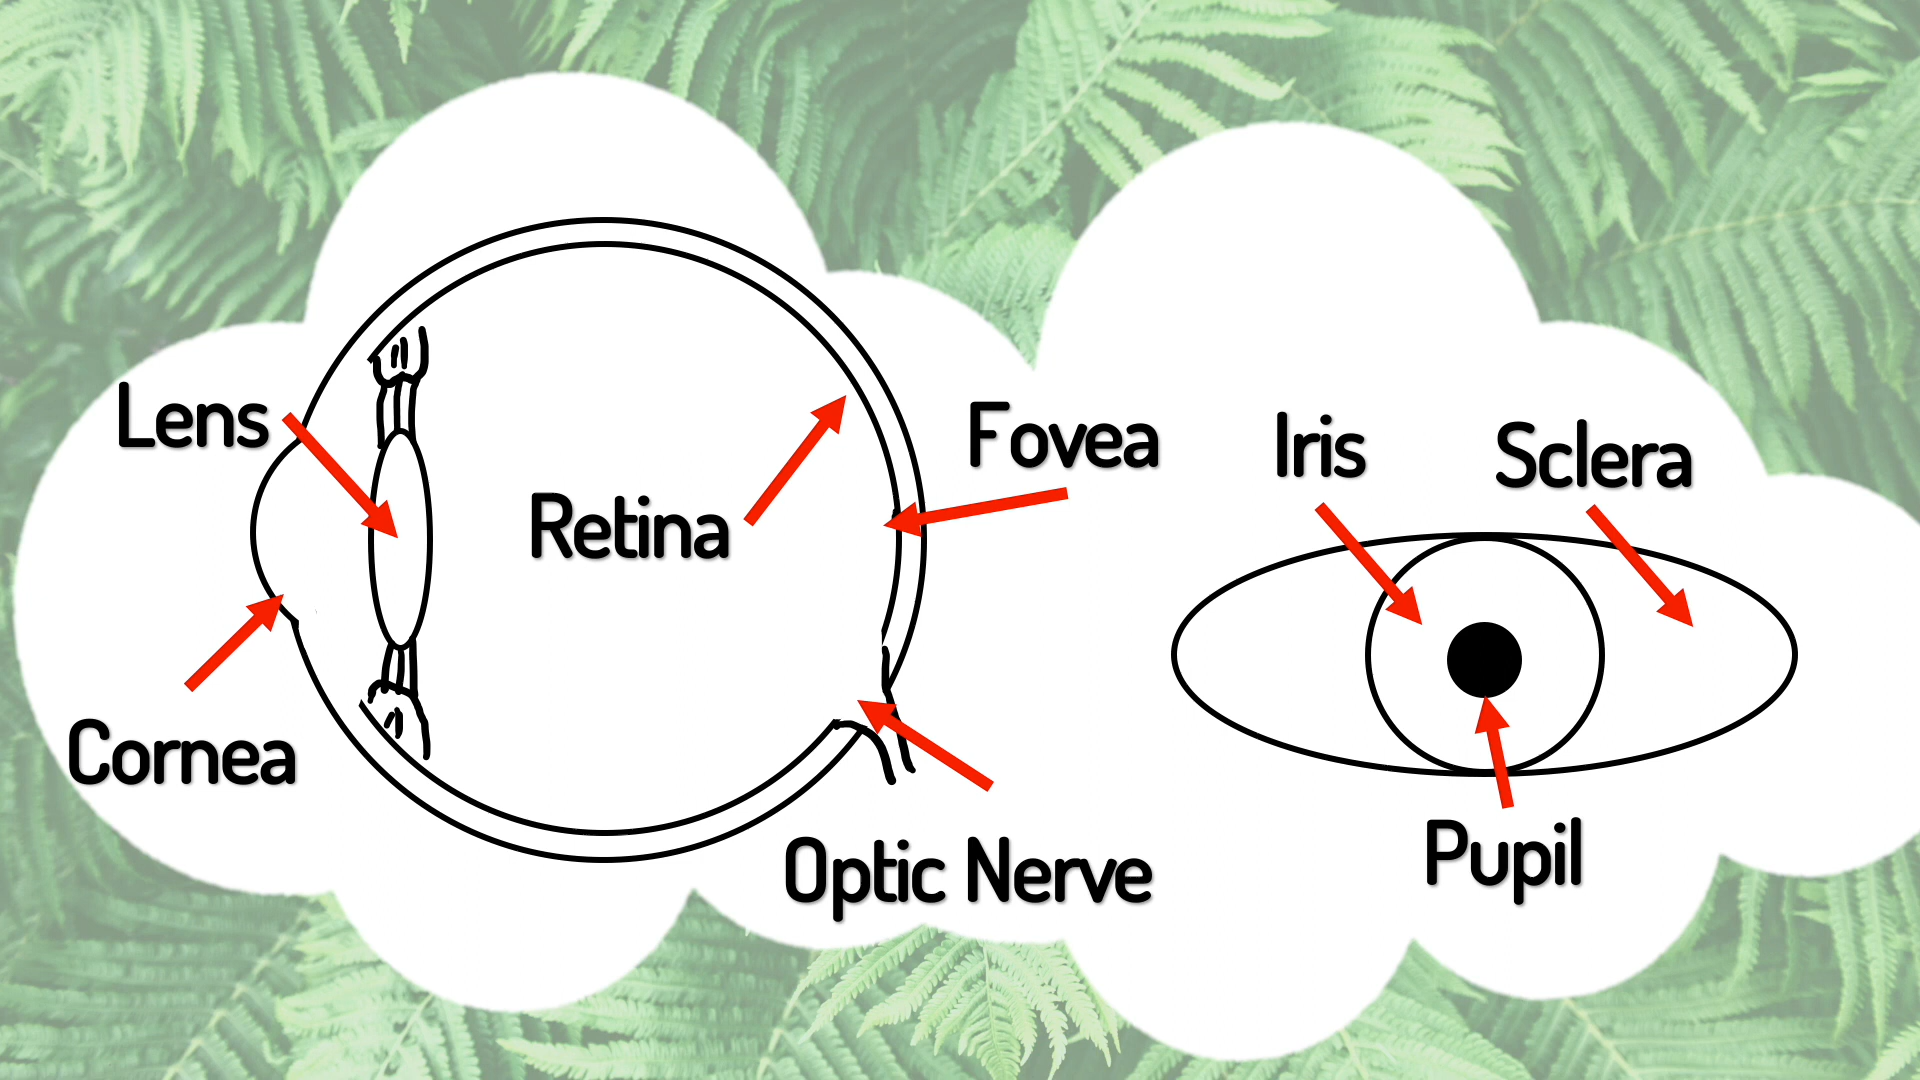 Lens
Retina
Fovea
Cornea
Optic Nerve
Iris
Sclera
Pupil